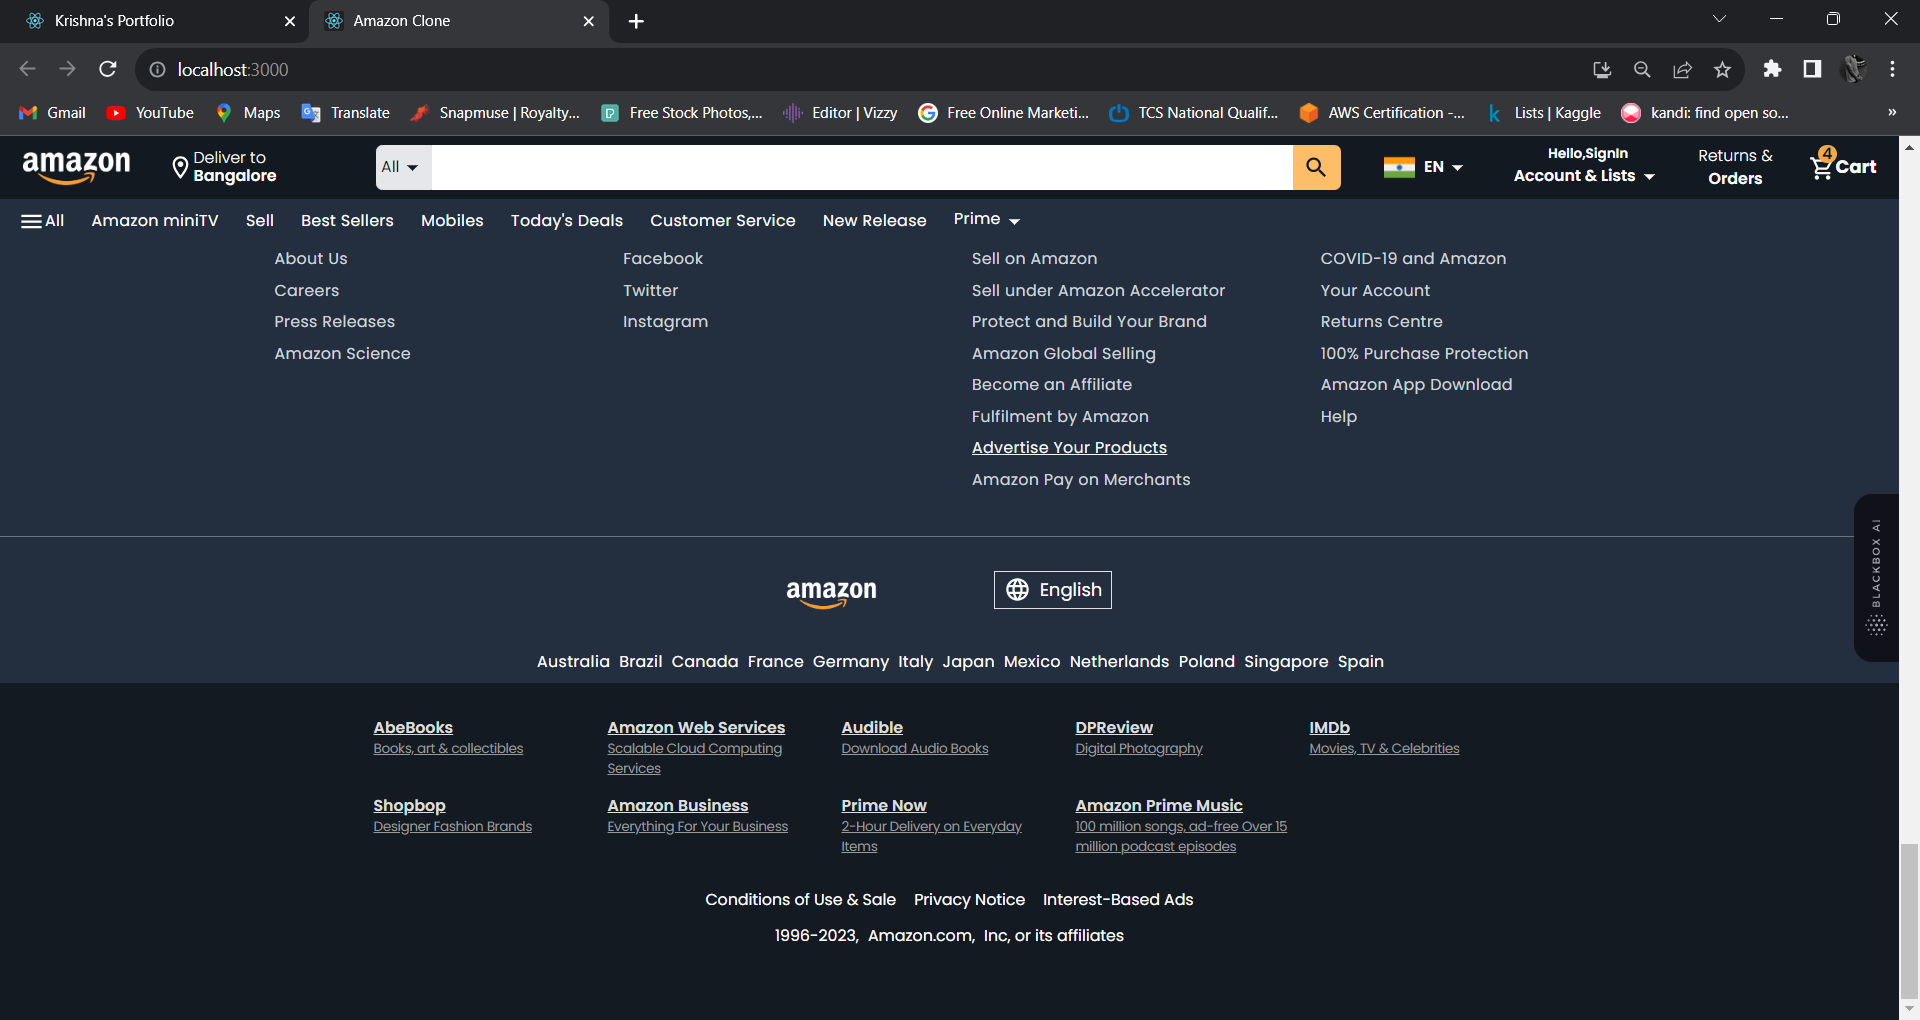 Krishna's Portfolio
Amazon Clone
localhost:3000
Gmail
YouTube
Maps
Translate
Snapmuse | Royalty...
Free Stock Photos,...
Editor | Vizzy
Free Online Marketi...
TCS National Qualif...
AWS Certification -...
Lists | Kaggle
kandi: find open so...
»
amazon
Deliver to
Bangalore
All
EN
Hello,SignIn
Account & Lists
Returns &
Orders
4
Cart
All
Amazon miniTV
Sell
Best Sellers
Mobiles
Today's Deals
Customer Service
New Release
Prime
About Us
Careers
Press Releases
Amazon Science
Facebook
Twitter
Instagram
Sell on Amazon
Sell under Amazon Accelerator
Protect and Build Your Brand
Amazon Global Selling
Become an Affiliate
Fulfilment by Amazon
Advertise Your Products
Amazon Pay on Merchants
COVID-19 and Amazon
Your Account
Returns Centre
100% Purchase Protection
Amazon App Download
Help
BLACKBOX AI
amazon
English
Australia Brazil Canada France Germany Italy Japan Mexico Netherlands Poland Singapore Spain
AbeBooks
Books, art & collectibles
Amazon Web Services
Scalable Cloud Computing
Services
Audible
Download Audio Books
DPReview
Digital Photography
IMDb
Movies, TV & Celebrities
Shopbop
Designer Fashion Brands
Amazon Business
Everything For Your Business
Prime Now
2-Hour Delivery on Everyday
Items
Amazon Prime Music
100 million songs, ad-free Over 15
million podcast episodes
Conditions of Use & Sale Privacy Notice Interest-Based Ads
1996-2023, Amazon.com, Inc, or its affiliates